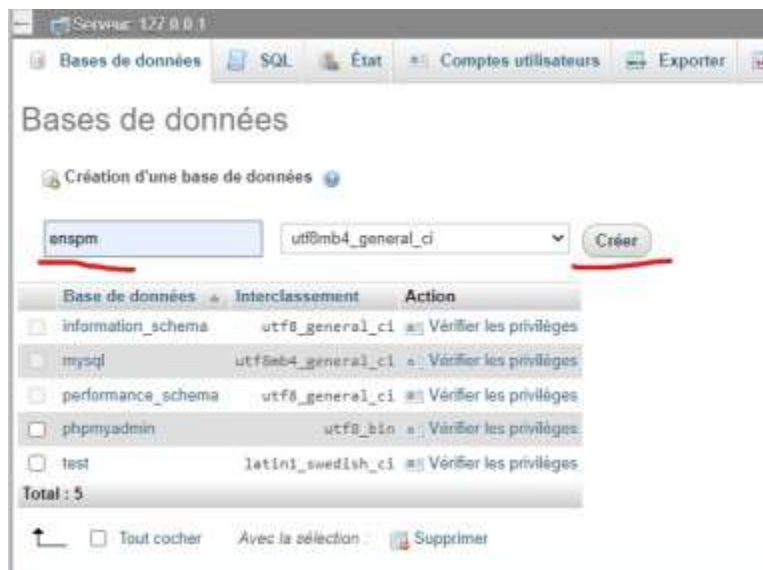 Serveur: 127.0.0.1
Bases de données SQL État Comptes utilisateurs Exporter
Bases de données
Création d'une base de données
enspm utf8mb4_general_ci Créer
Base de données Interclassement Action
information_schema utf8_general_ci Vérifier les privilèges
mysql utf8mb4_general_ci Vérifier les privilèges
performance_schema utf8_general_ci Vérifier les privilèges
phpmyadmin utf8_bin Vérifier les privilèges
test latin1_swedish_ci Vérifier les privilèges
Total : 5
Tout cocher Avec la sélection : Supprimer